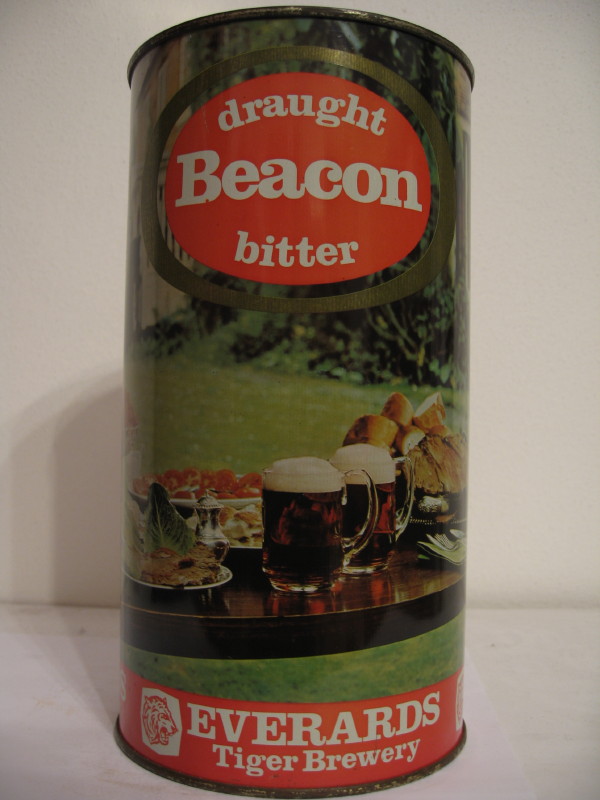 draught
Beacon
bitter
EVERARDS
Tiger Brewery